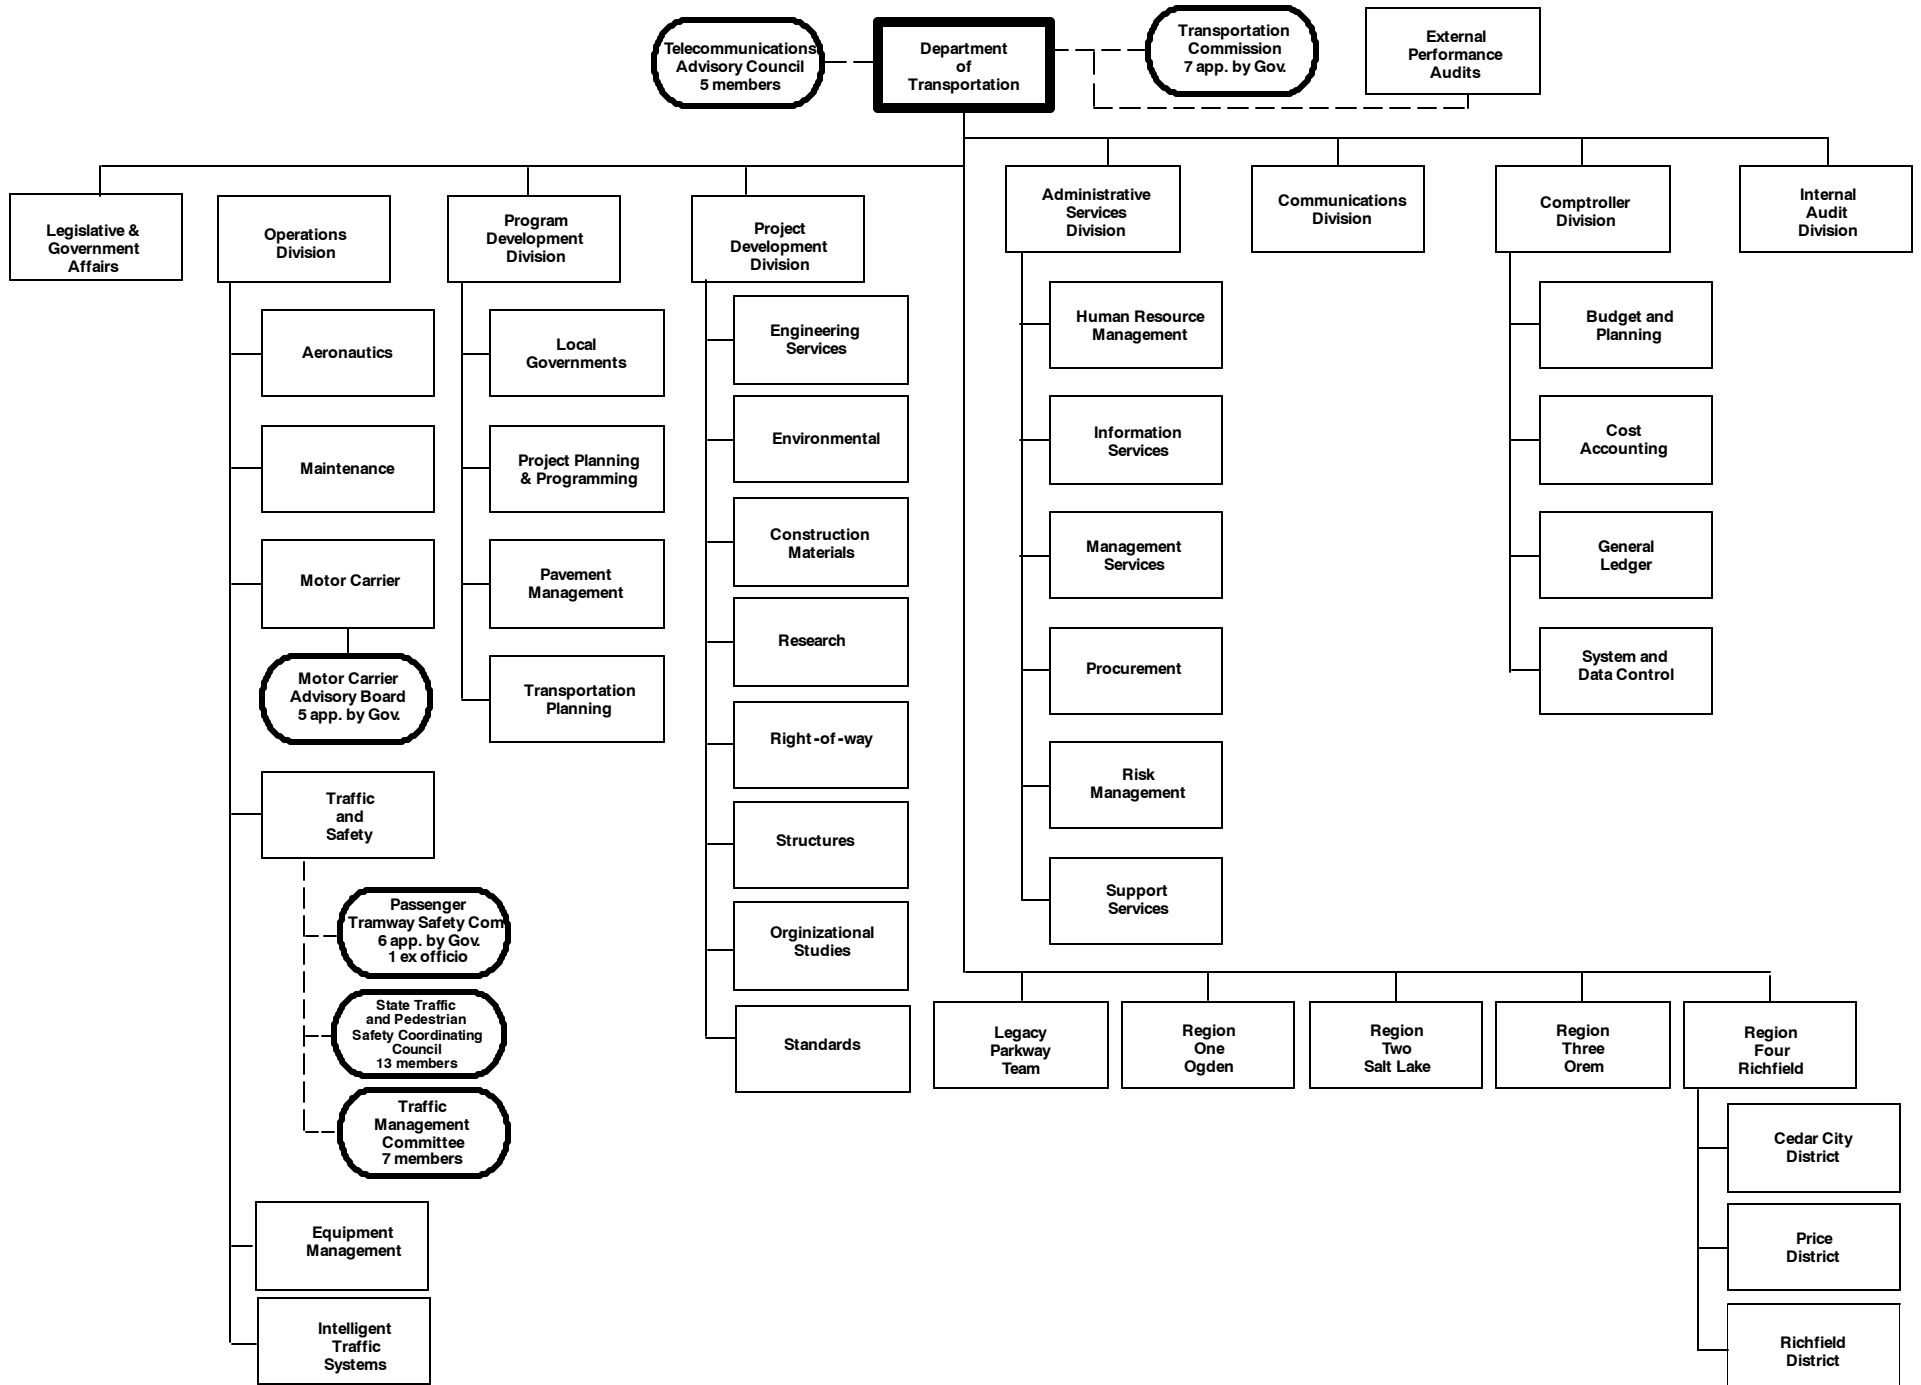 Telecommunications
Advisory Council
5 members
Department
of
Transportation
Transportation
Commission
7 app. by Gov.
External
Performance
Audits
Legislative &
Government
Affairs
Operations
Division
Program
Development
Division
Project
Development
Division
Administrative
Services
Division
Communications
Division
Comptroller
Division
Internal
Audit
Division
Aeronautics
Maintenance
Motor Carrier
Motor Carrier
Advisory Board
5 app. by Gov.
Traffic
and
Safety
Passenger
Tramway Safety Com
6 app. by Gov.
1 ex officio
State Traffic
and Pedestrian
Safety Coordinating
Council
13 members
Traffic
Management
Committee
7 members
Equipment
Management
Intelligent
Traffic
Systems
Local
Governments
Project Planning
& Programming
Pavement
Management
Transportation
Planning
Engineering
Services
Environmental
Construction
Materials
Research
Right-of-way
Structures
Orginizational
Studies
Standards
Human Resource
Management
Information
Services
Management
Services
Procurement
Risk
Management
Support
Services
Budget and
Planning
Cost
Accounting
General
Ledger
System and
Data Control
Legacy
Parkway
Team
Region
One
Ogden
Region
Two
Salt Lake
Region
Three
Orem
Region
Four
Richfield
Cedar City
District
Price
District
Richfield
District